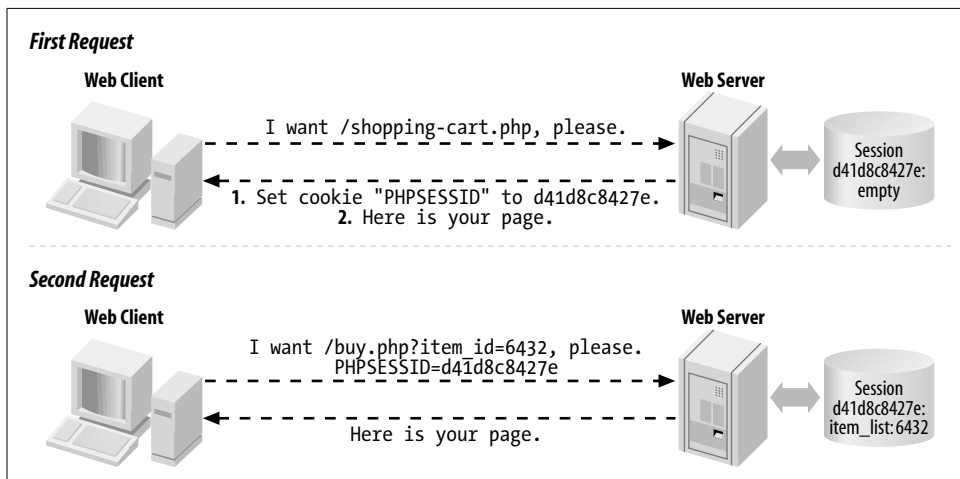 First Request
Web Client
Web Server
I want /shopping-cart.php, please.
1. Set cookie "PHPSESSID" to d41d8c8427e.
2. Here is your page.
Session
d41d8c8427e:
empty
Second Request
Web Client
Web Server
I want /buy.php?item_id=6432, please.
PHPSESSID=d41d8c8427e
Here is your page.
Session
d41d8c8427e:
item_list: 6432